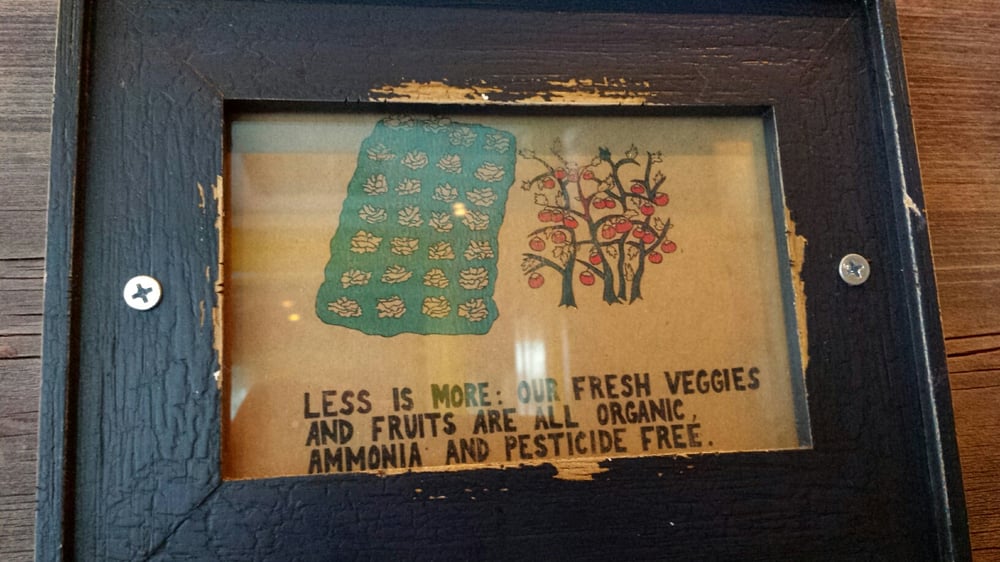 LESS IS MORE: OUR FRESH VEGGIES
AND FRUITS ARE ALL ORGANIC,
AMMONIA AND PESTICIDE FREE.